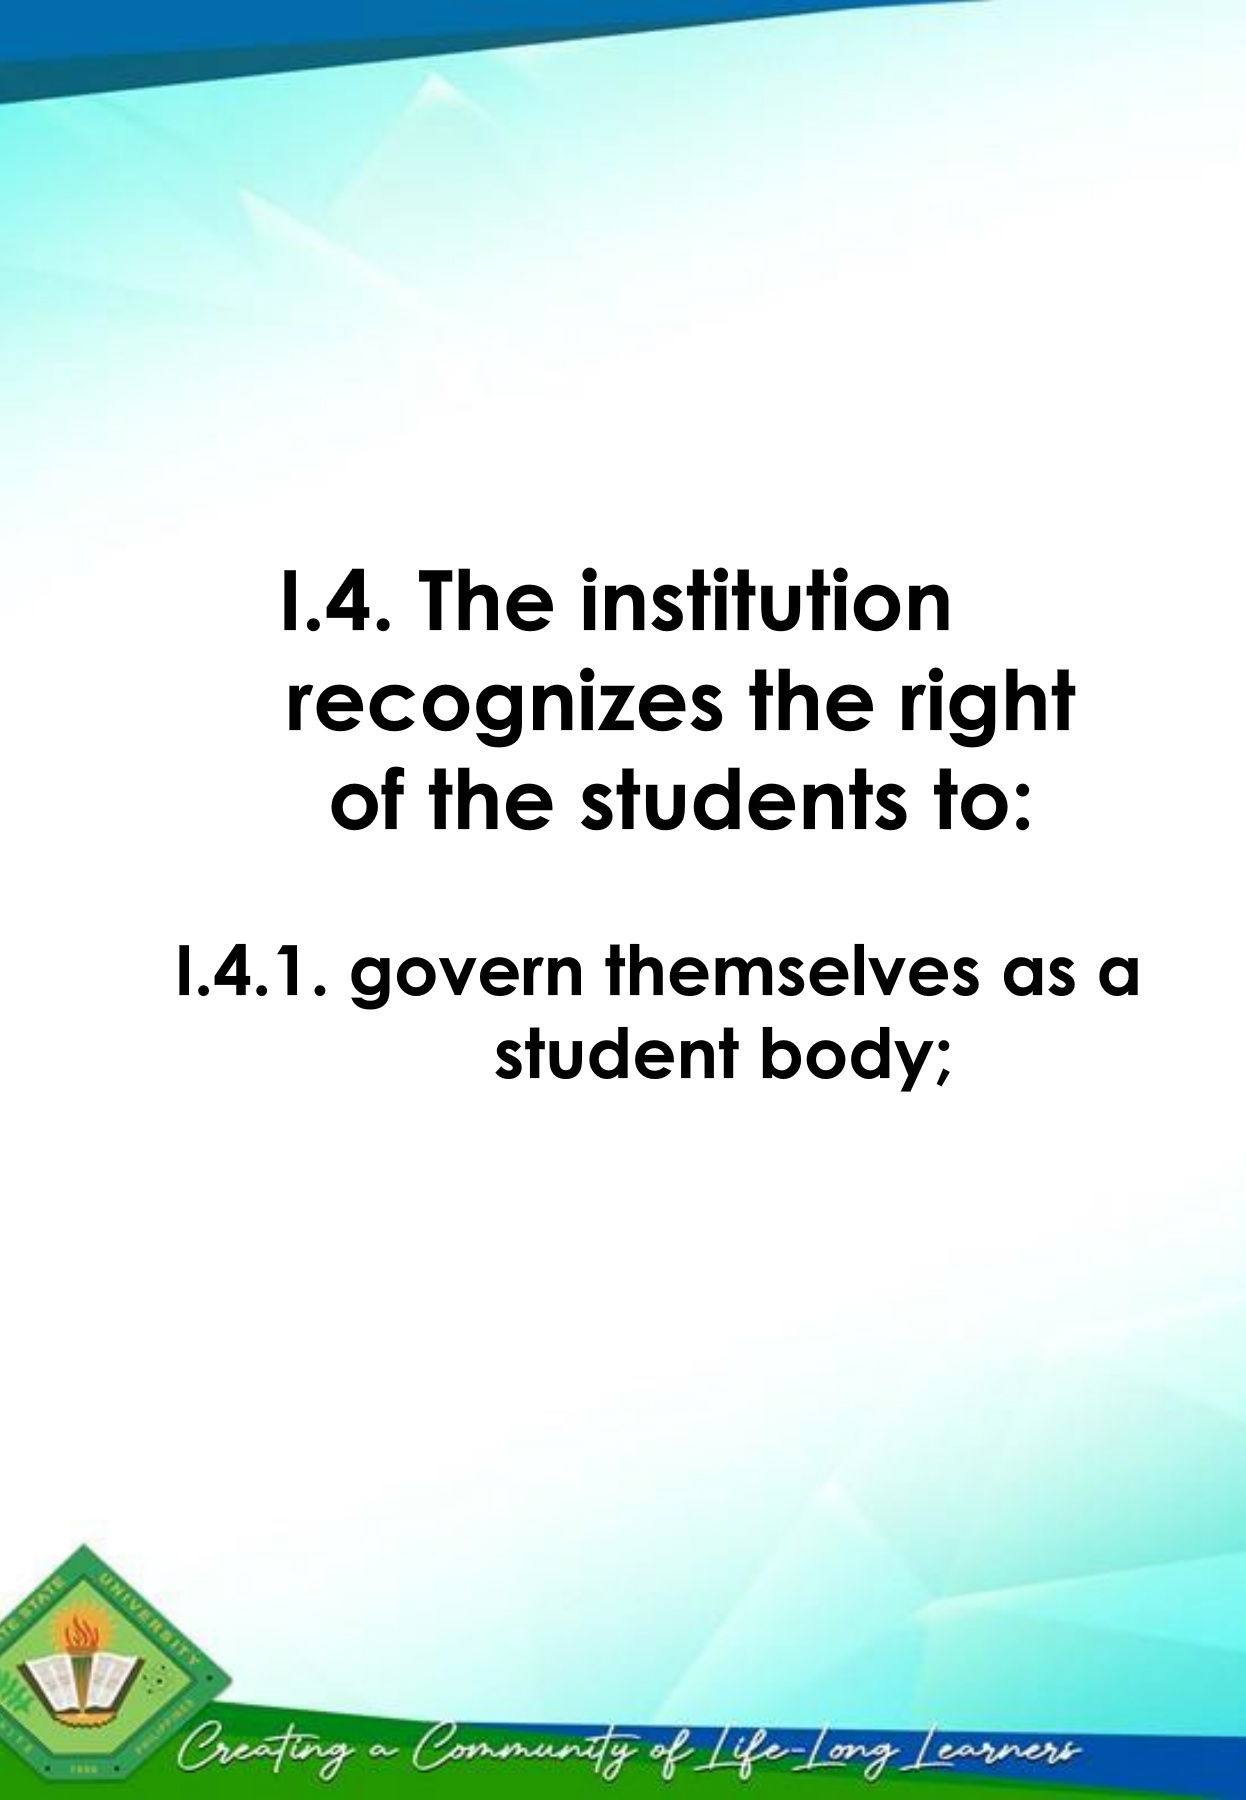 I.4. The institution
recognizes the right
of the students to:
I.4.1. govern themselves as a
student body;
STATE
UNIVERSITY
PHILIPPINES
Creating a Community of Life-Long Learners